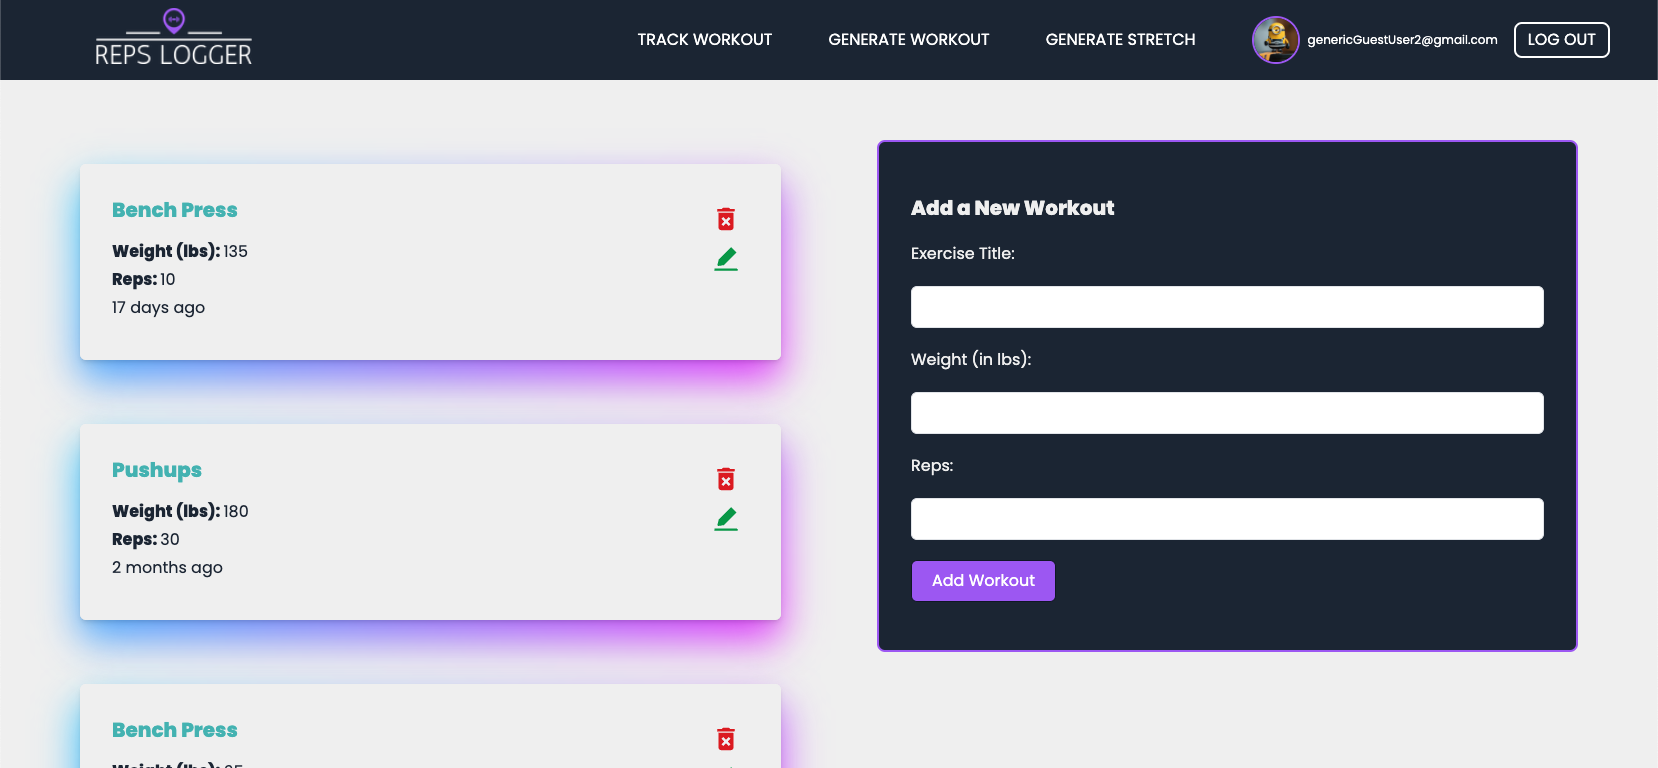 REPS LOGGER
TRACK WORKOUT
GENERATE WORKOUT
GENERATE STRETCH
genericGuestUser2@gmail.com
LOG OUT
Bench Press
Weight (lbs): 135
Reps: 10
17 days ago
Pushups
Weight (lbs): 180
Reps: 30
2 months ago
Bench Press
Weight (lbs):
Add a New Workout
Exercise Title:
Weight (in lbs):
Reps:
Add Workout